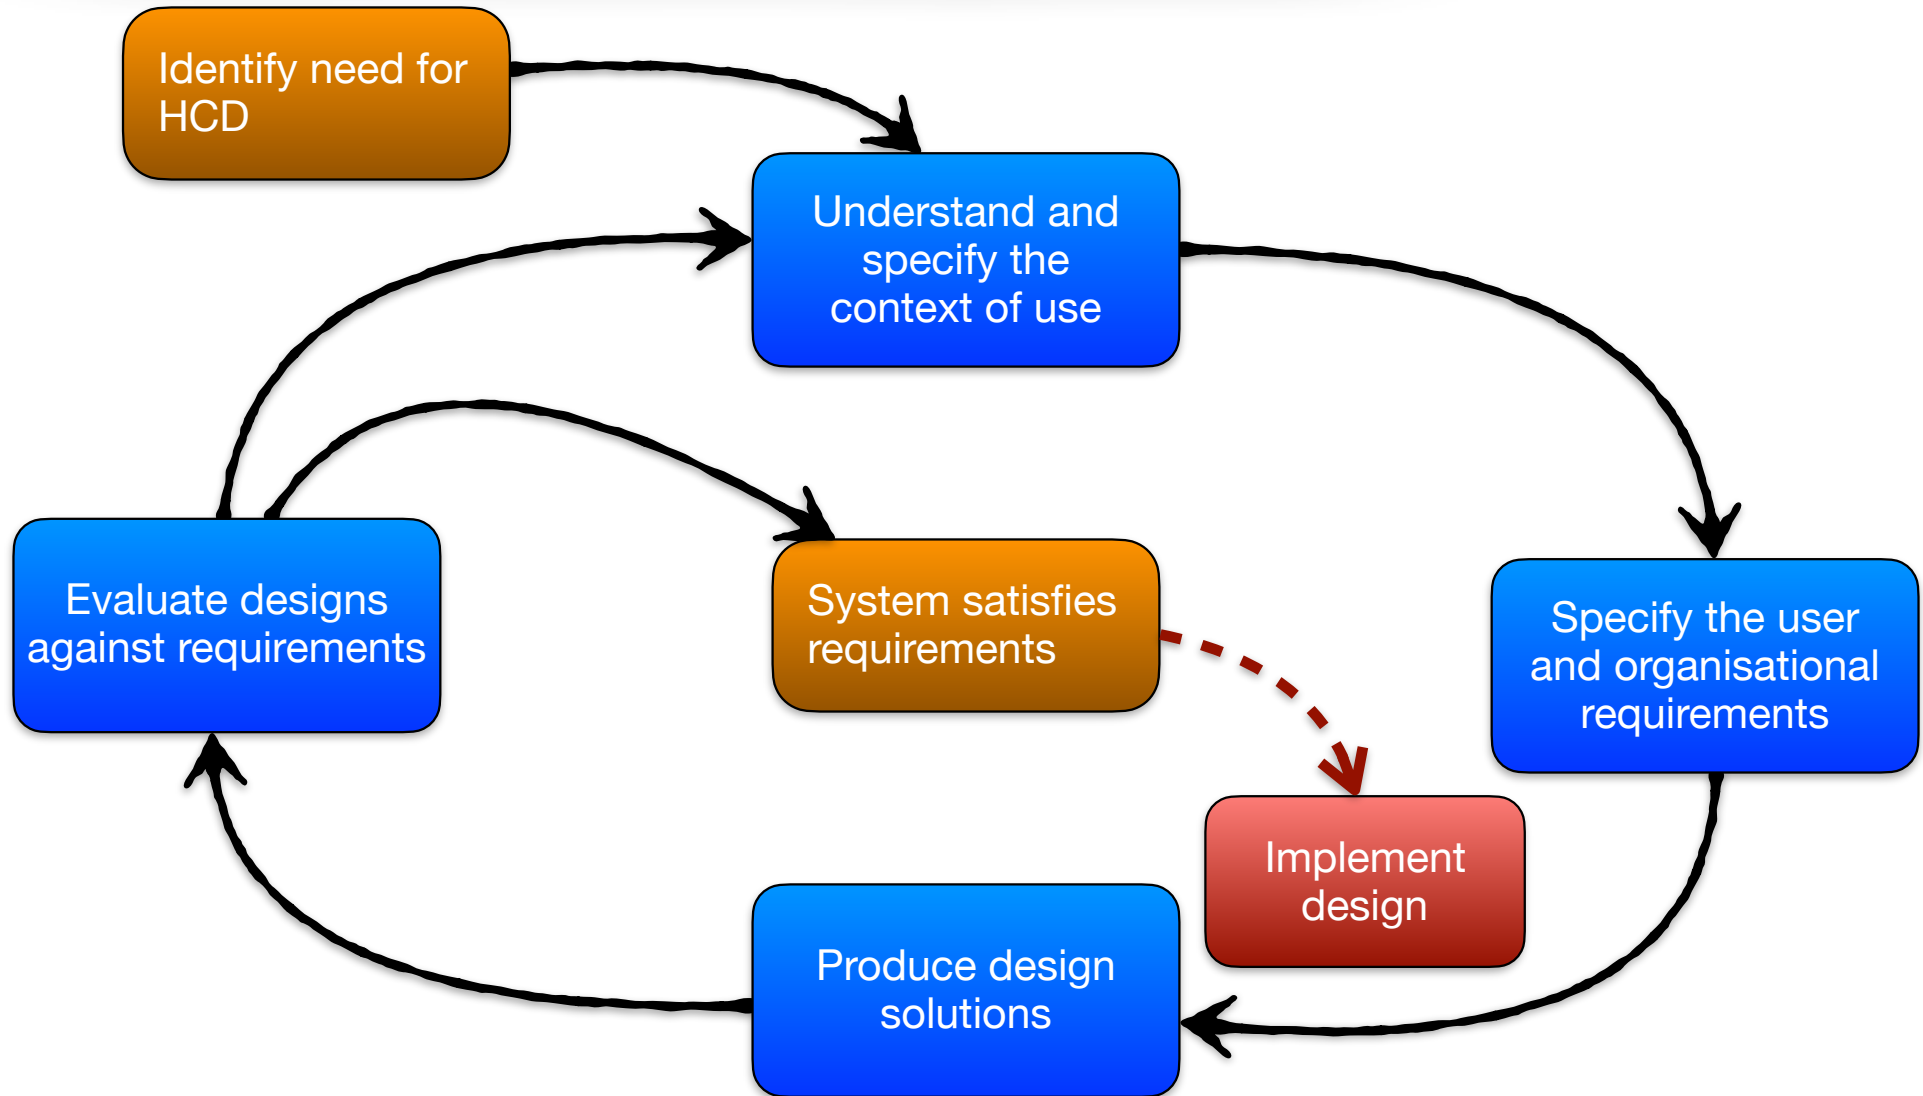 Identify need for
HCD
Understand and
specify the
context of use
Evaluate designs
against requirements
System satisfies
requirements
Specify the user
and organisational
requirements
Implement
design
Produce design
solutions